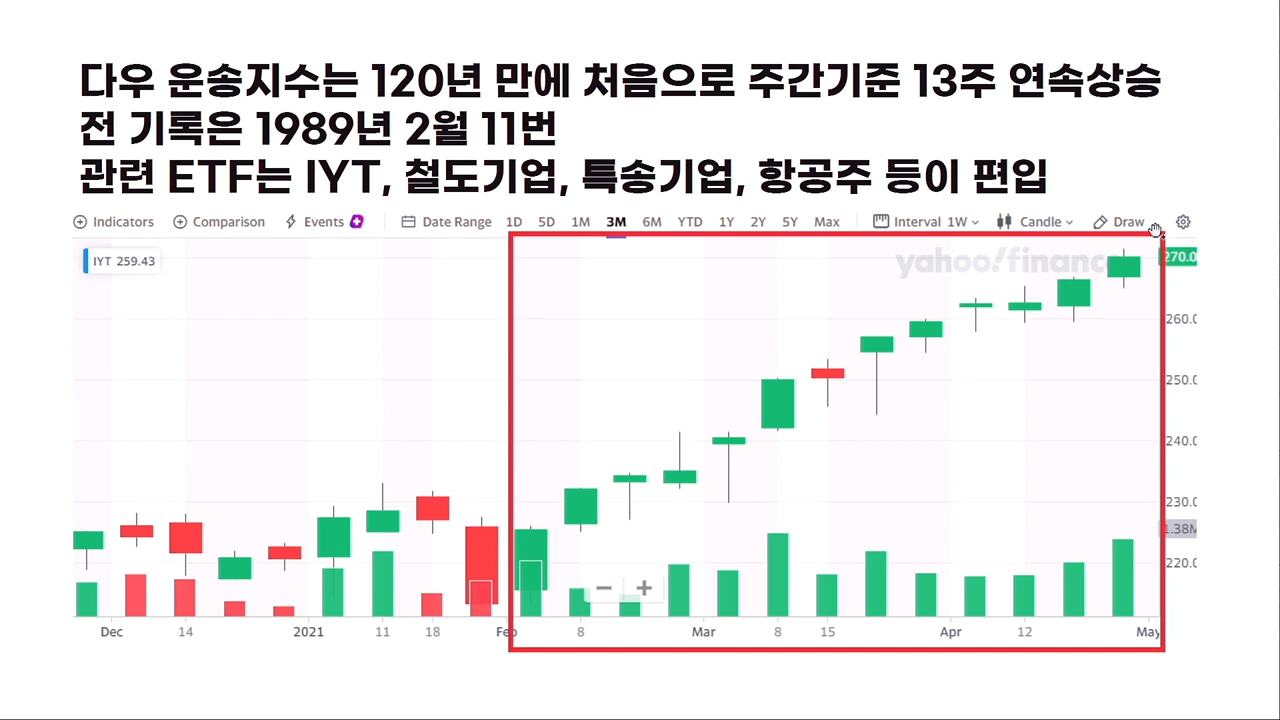 다우 운송지수는 120년 만에 처음으로 주간기준 13주 연속상승
전 기록은 1989년 2월 11번
관련 ETF는 IYT, 철도기업, 특송기업, 항공주 등이 편입
Indicators Comparison Events Date Range 1D 5D 1M 3M 6M YTD 1Y 2Y 5Y Max Interval 1W Candle Draw
IYT 259.43
yahoo!finance
270.0
260.0
250.0
240.0
230.0
1.38M
220.0
Dec 14 2021 11 18 Feb 8 Mar 8 15 Apr 12 May